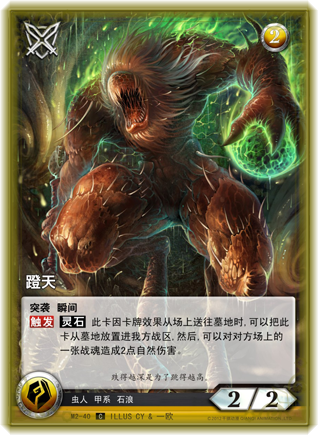 2
蹬天
突袭 瞬间
触发 灵石 此卡因卡牌效果从场上送往墓地时,可以把此
卡从墓地放置进我方战区,然后,可以对对方场上的
一张战魂造成2点自然伤害。
跌得越深是为了跳得越高。
虫人 甲系 石浪
2/2
M2-40 C ILLUS CY & 一欧